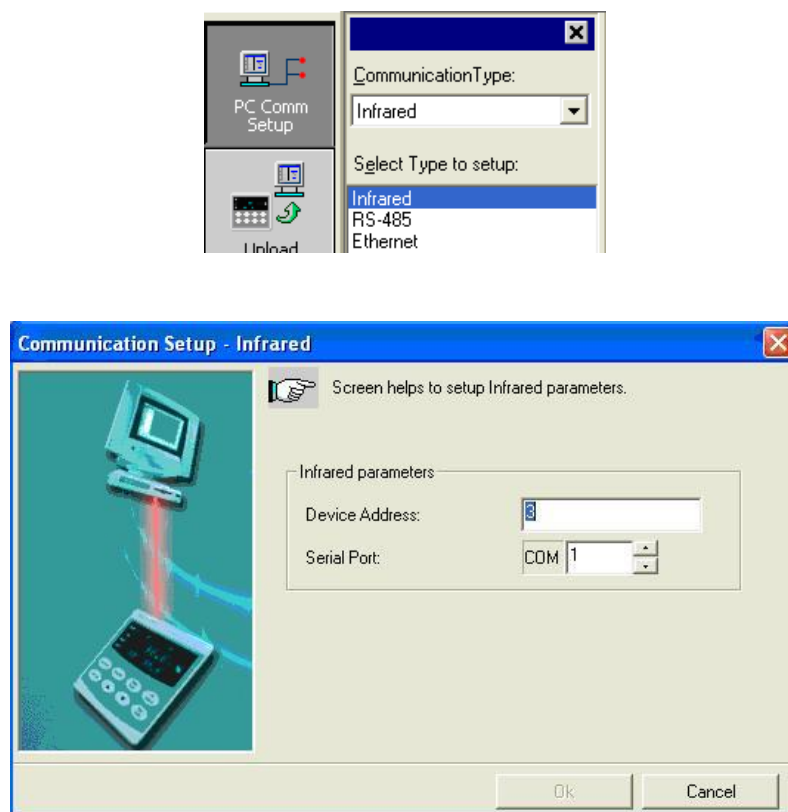 CommunicationType:
PC Comm
Setup
Infrared
Select Type to setup:
Infrared
RS-485
Ethernet
Upload
Communication Setup - Infrared
Screen helps to setup Infrared parameters.
Infrared parameters
Device Address:
3
Serial Port:
COM 1
Ok
Cancel